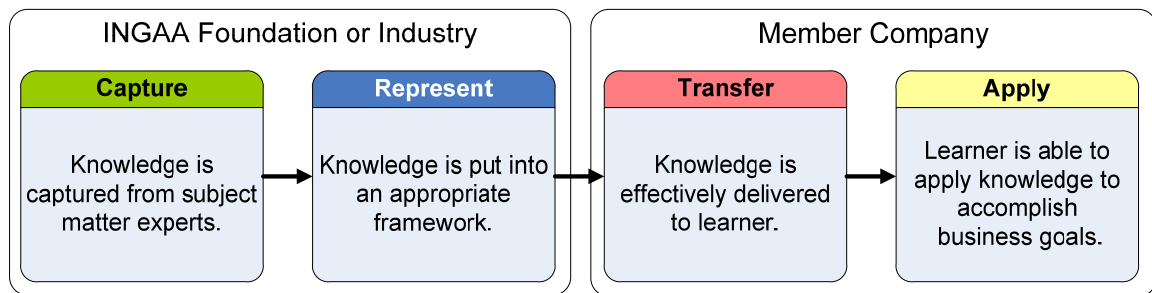 INGAA Foundation or Industry
Member Company
Capture
Knowledge is
captured from subject
matter experts.
Represent
Knowledge is put into
an appropriate
framework.
Transfer
Knowledge is
effectively delivered
to learner.
Apply
Learner is able to
apply knowledge to
accomplish
business goals.